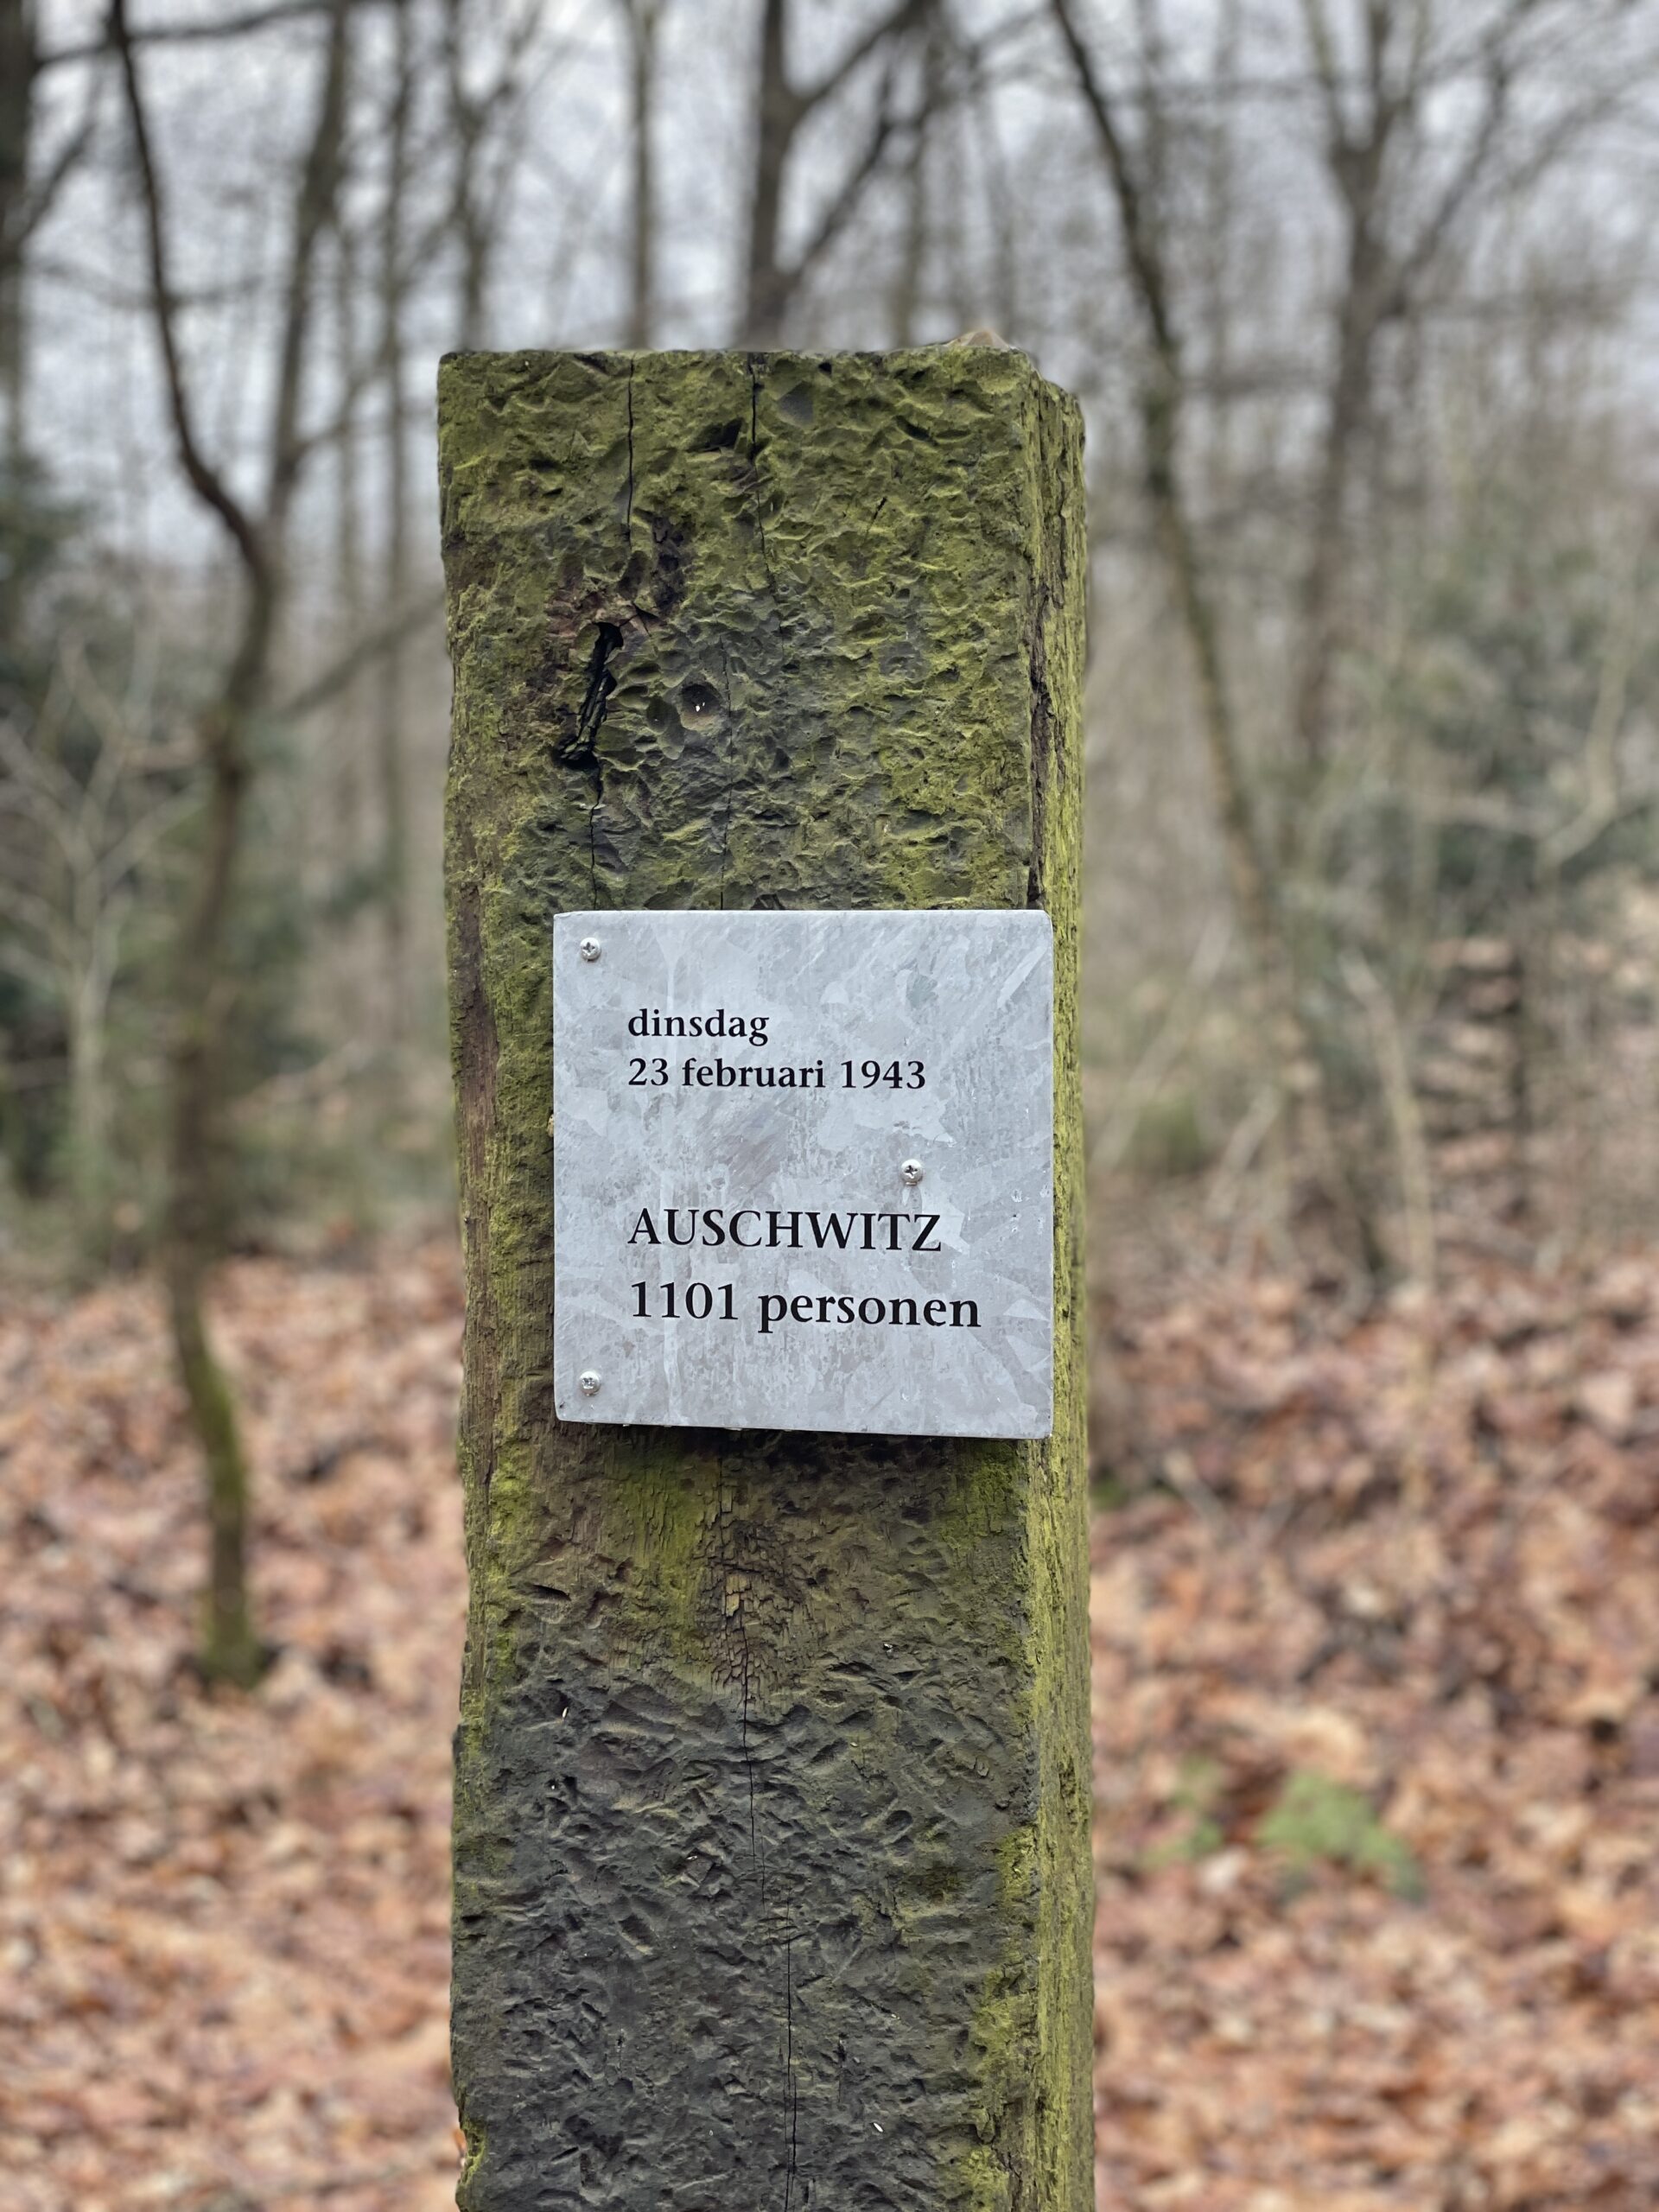 dinsdag
23 februari 1943
AUSCHWITZ
1101 personen